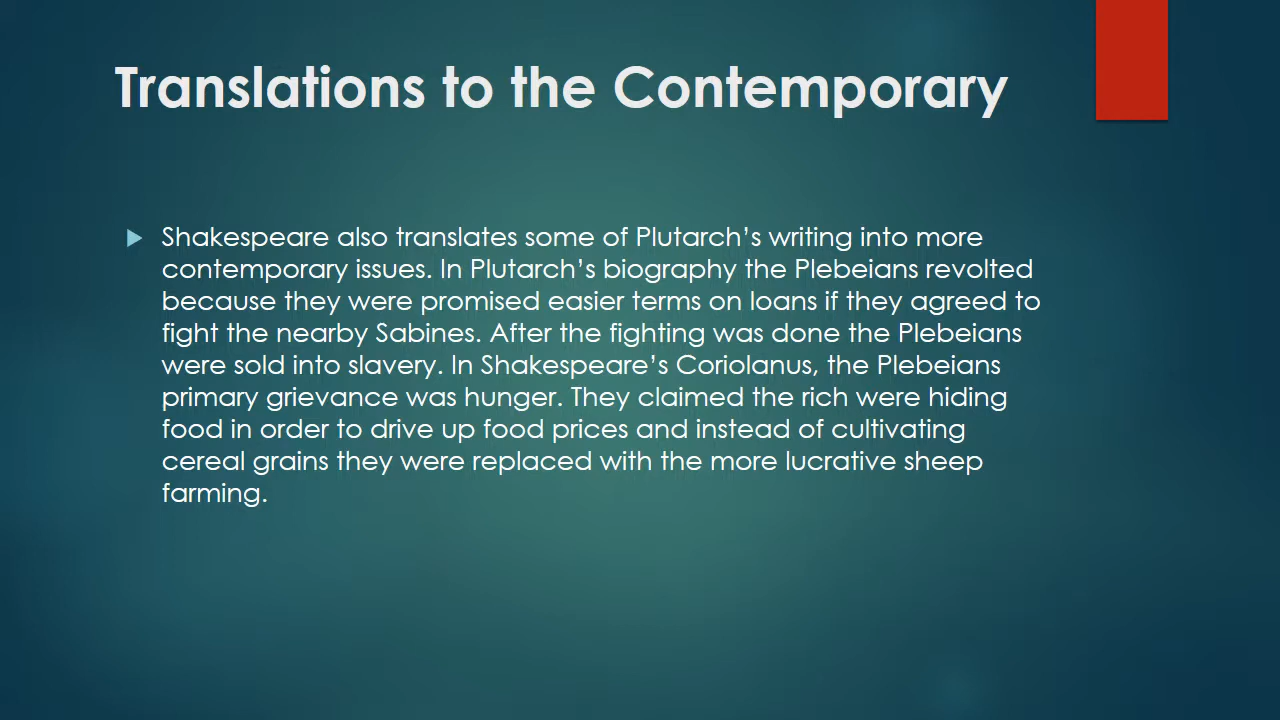 Translations to the Contemporary
Shakespeare also translates some of Plutarch’s writing into more
contemporary issues. In Plutarch’s biography the Plebeians revolted
because they were promised easier terms on loans if they agreed to
fight the nearby Sabines. After the fighting was done the Plebeians
were sold into slavery. In Shakespeare’s Coriolanus, the Plebeians
primary grievance was hunger. They claimed the rich were hiding
food in order to drive up food prices and instead of cultivating
cereal grains they were replaced with the more lucrative sheep
farming.